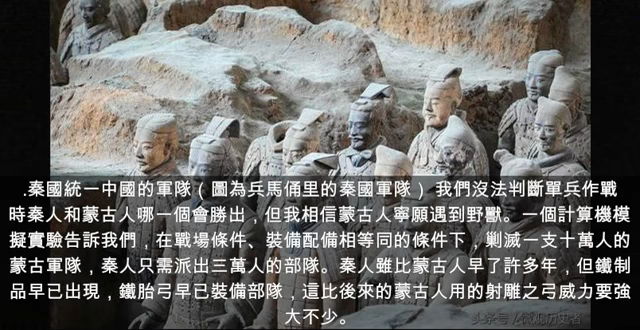 .秦國統一中國的軍隊（圖為兵馬俑里的秦國軍隊） 我們沒法判斷單兵作戰
時秦人和蒙古人哪一個會勝出，但我相信蒙古人寧願遇到野獸。一個計算機模
擬實驗告訴我們，在戰場條件、裝備配備相等同的條件下，剿滅一支十萬人的
蒙古軍隊，秦人只需派出三萬人的部隊。秦人雖比蒙古人早了許多年，但鐵制
品早已出現，鐵胎弓早已裝備部隊，這比後來的蒙古人用的射雕之弓威力要強
大不少。
头条号